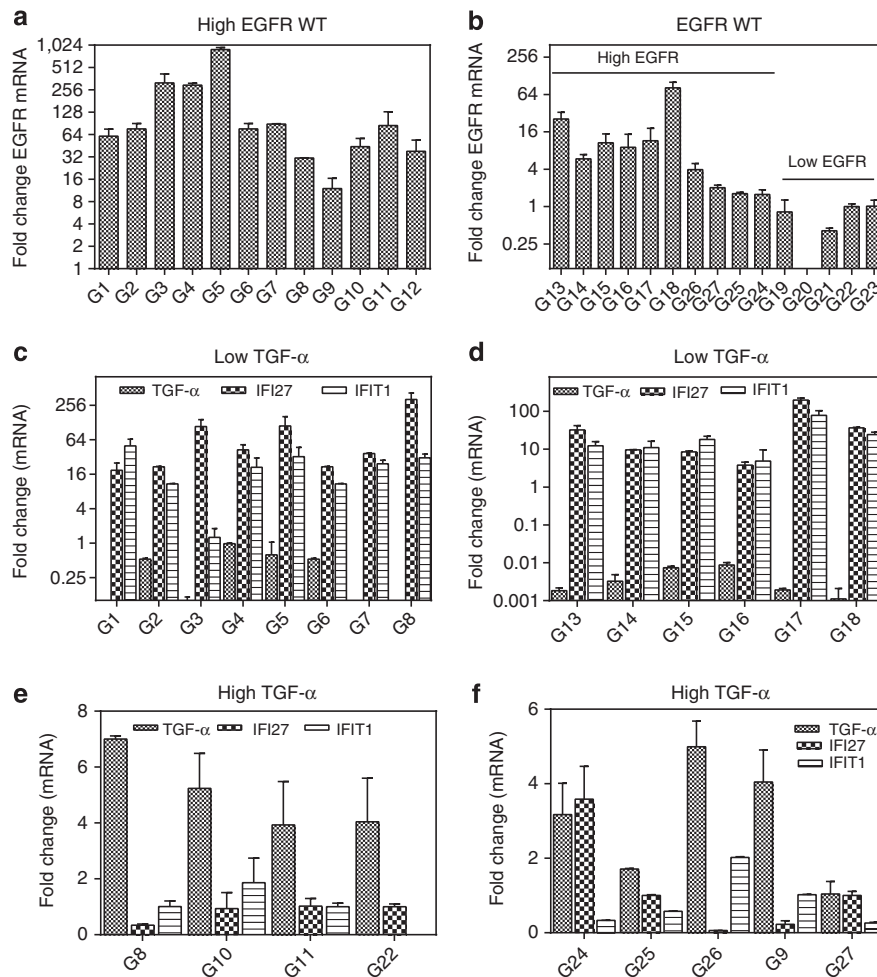 a
High EGFR WT
Fold change EGFR mRNA
1,024
512
256
128
64
32
16
8
4
2
1
G1 G2 G3 G4 G5 G6 G7 G8 G9 G10 G11 G12
b
EGFR WT
Fold change EGFR mRNA
256
64
16
4
1
0.25
High EGFR
Low EGFR
G13 G14 G15 G16 G17 G18 G26 G27 G25 G24 G19 G20 G21 G22 G23
c
Low TGF-α
TGF-α IFI27 IFIT1
Fold change (mRNA)
256
64
16
4
1
0.25
G1 G2 G3 G4 G5 G6 G7 G8
d
Low TGF-α
TGF-α IFI27 IFIT1
Fold change (mRNA)
100
10
1
0.1
0.01
0.001
G13 G14 G15 G16 G17 G18
e
High TGF-α
TGF-α IFI27 IFIT1
Fold change (mRNA)
8
6
4
2
0
G8 G10 G11 G22
f
High TGF-α
TGF-α
IFI27
IFIT1
Fold change (mRNA)
6
4
2
0
G24 G25 G26 G9 G27